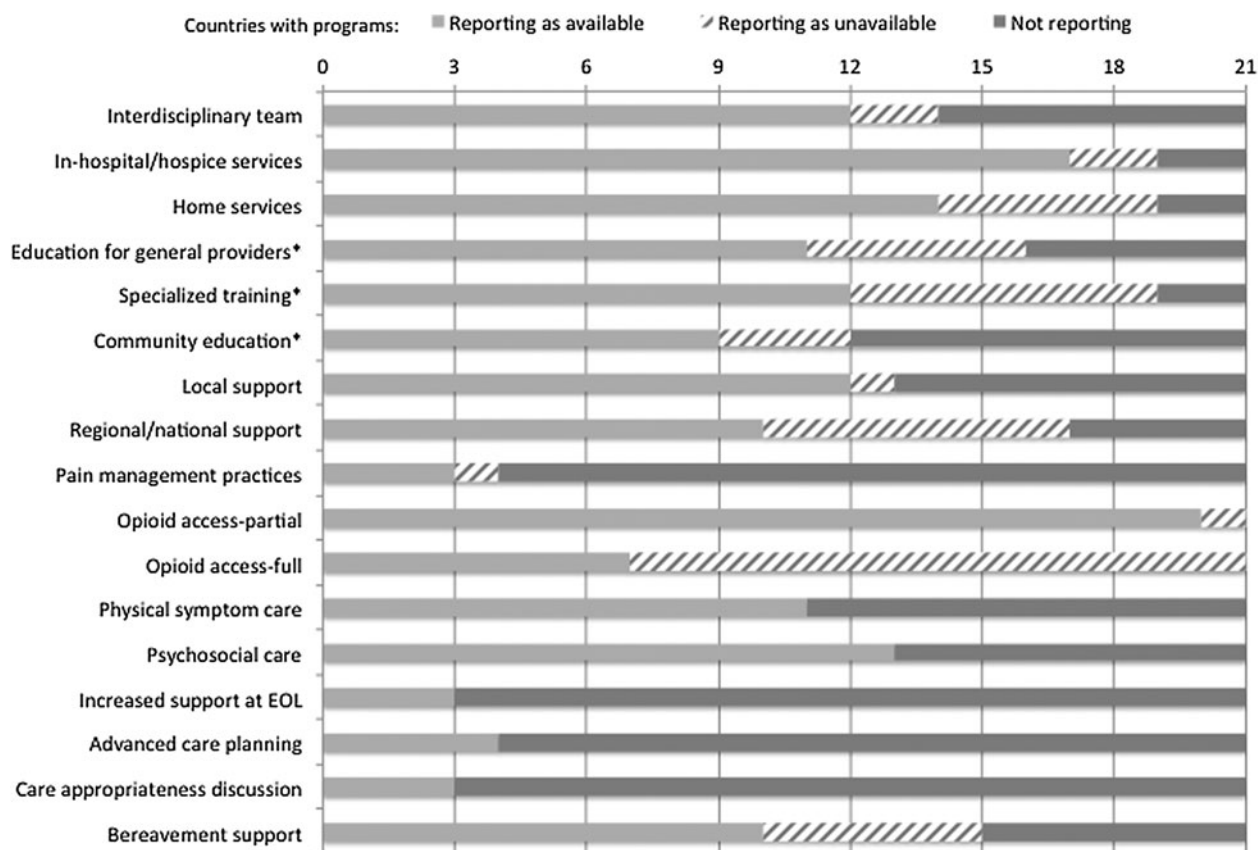 Countries with programs: Reporting as available Reporting as unavailable Not reporting
0 3 6 9 12 15 18 21
Interdisciplinary team
In-hospital/hospice services
Home services
Education for general providers✦
Specialized training✦
Community education✦
Local support
Regional/national support
Pain management practices
Opioid access-partial
Opioid access-full
Physical symptom care
Psychosocial care
Increased support at EOL
Advanced care planning
Care appropriateness discussion
Bereavement support